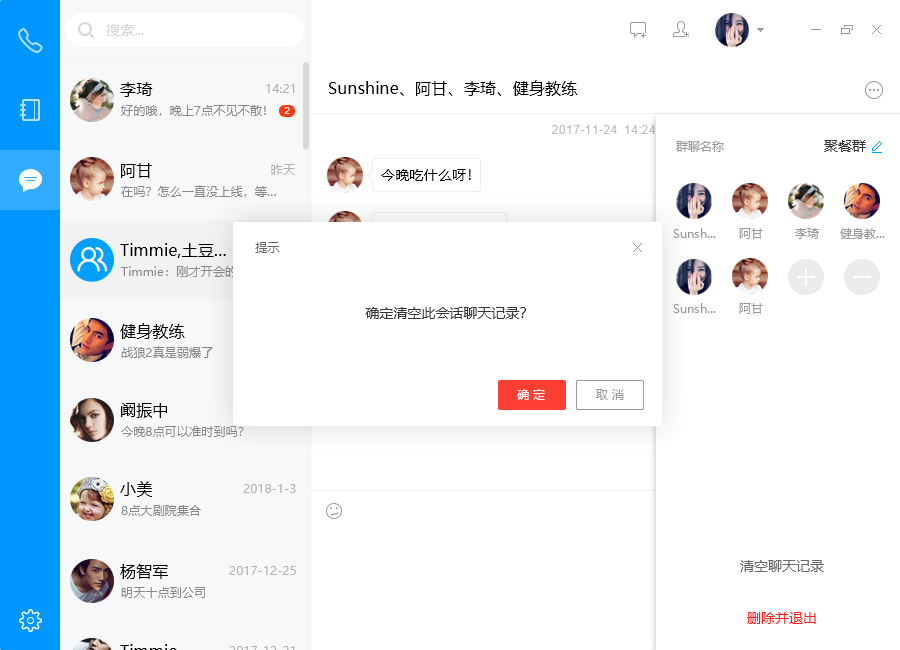 搜索...
李琦
14:21
好的哦，晚上7点不见不散！
2
阿甘
昨天
在吗？怎么一直没上线，等...
Timmie,土豆...
Timmie：刚才开会的
健身教练
战狼2真是弱爆了
阚振中
今晚8点可以准时到吗？
小美
2018-1-3
8点大剧院集合
杨智军
2017-12-25
明天十点到公司
Timmie
2017-12-21
Sunshine、阿甘、李琦、健身教练
2017-11-24 14:24
今晚吃什么呀！
提示
确定清空此会话聊天记录？
确 定
取 消
群聊名称
聚餐群
Sunsh...
阿甘
李琦
健身教...
Sunsh...
阿甘
清空聊天记录
删除并退出